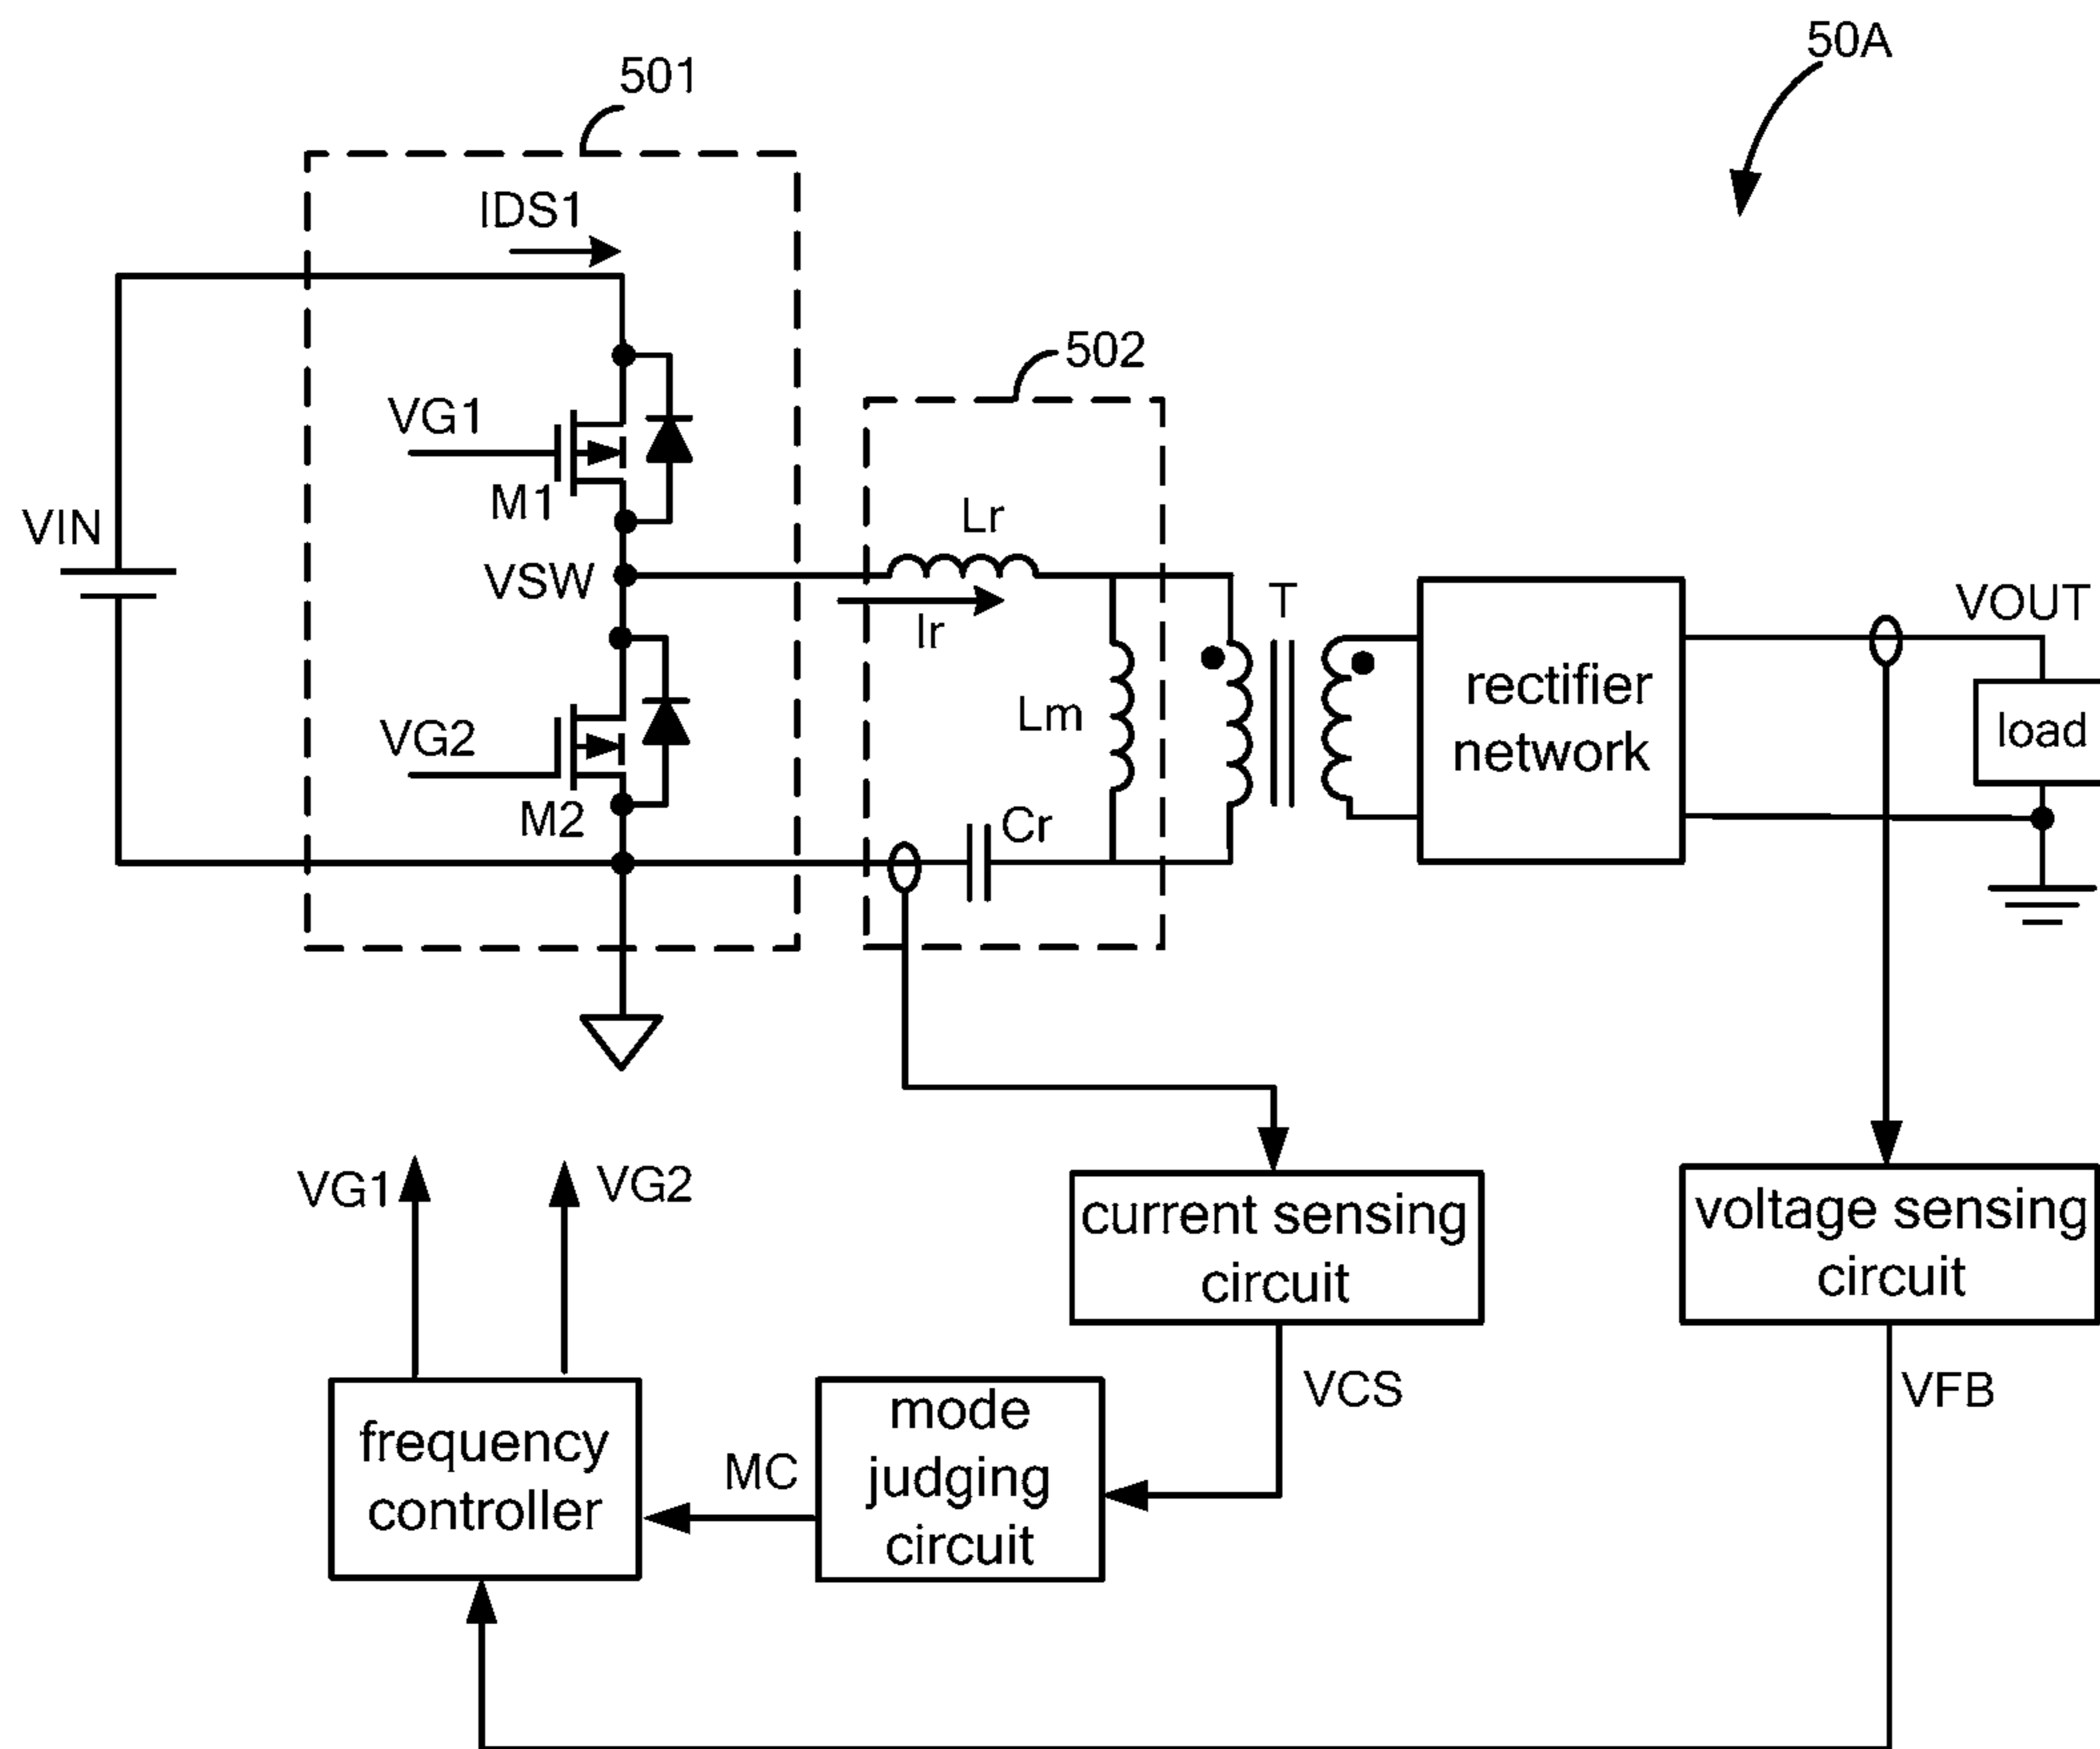 50A
501
IDS1
502
VG1
M1
VIN
Lr
VSW
Ir
T
VOUT
rectifier
network
load
Lm
VG2
M2
Cr
VG1
VG2
current sensing
circuit
voltage sensing
circuit
VCS
VFB
mode
judging
circuit
MC
frequency
controller